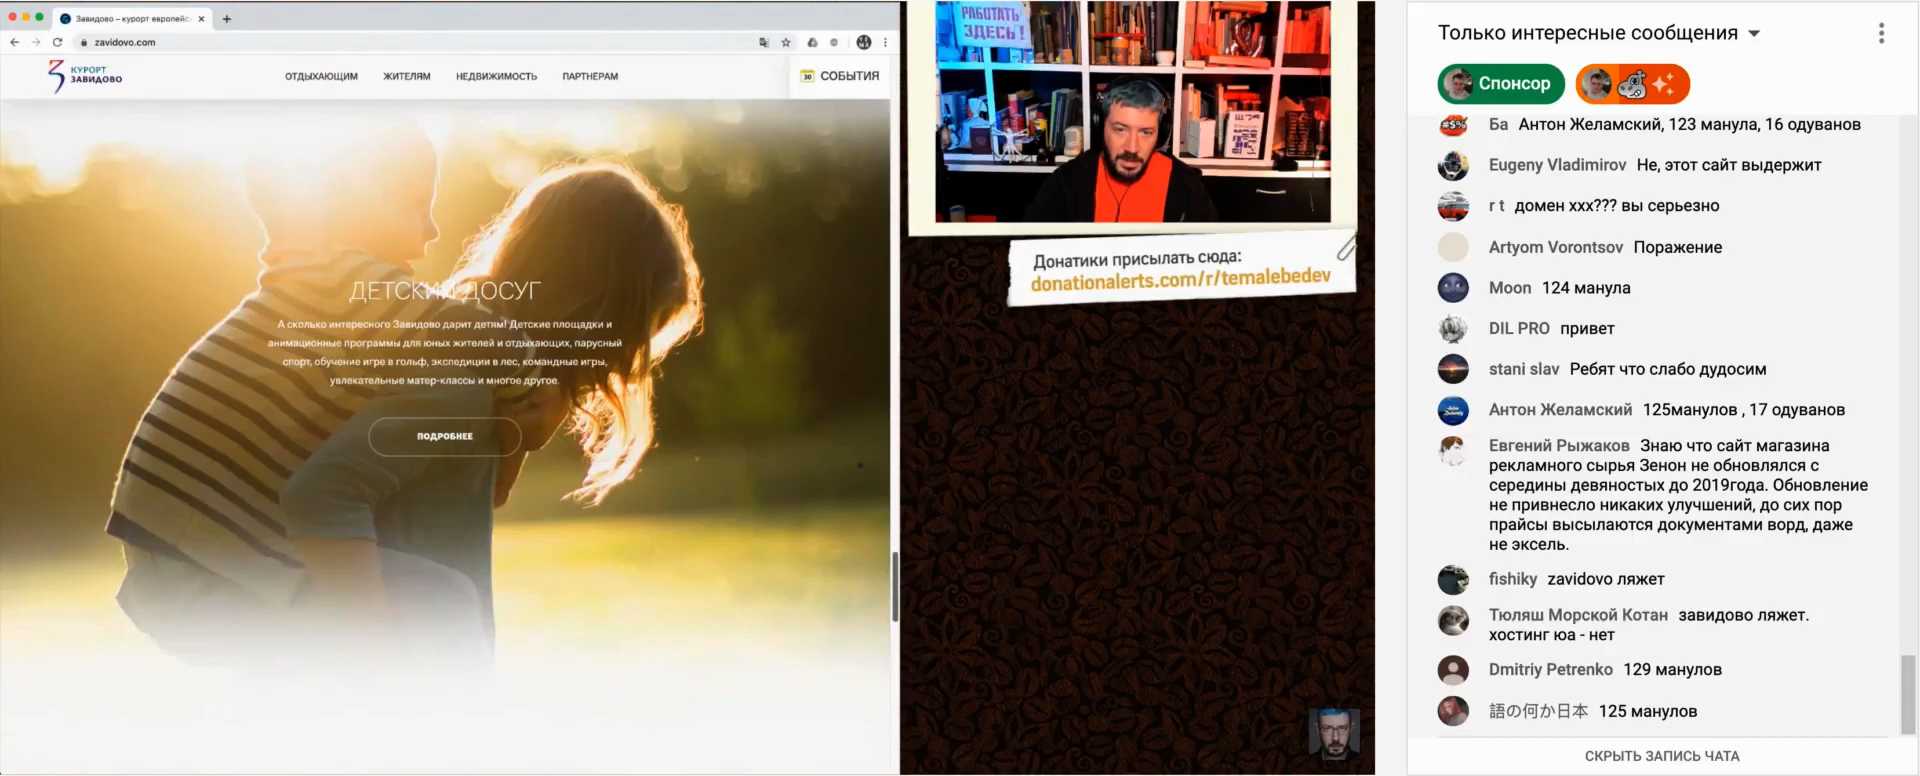 Завидово – курорт европейс
zavidovo.com
КУРОРТ
ЗАВИДОВО
ОТДЫХАЮЩИМ
ЖИТЕЛЯМ
НЕДВИЖИМОСТЬ
ПАРТНЕРАМ
30
СОБЫТИЯ
ДЕТСКИЙ ДОСУГ
А сколько интересного Завидово дарит детям! Детские площадки и
анимационные программы для юных жителей и отдыхающих, парусный
спорт, обучение игре в гольф, экспедиции в лес, командные игры,
увлекательные матер-классы и многое другое.
ПОДРОБНЕЕ
РАБОТАТЬ
ЗДЕСЬ!
Донатики присылать сюда:
donationalerts.com/r/temalebedev
Только интересные сообщения
Спонсор
#$%
Ба Антон Желамский, 123 манула, 16 одуванов
Eugeny Vladimirov Не, этот сайт выдержит
r t домен xxx??? вы серьезно
Artyom Vorontsov Поражение
Moon 124 манула
DIL PRO привет
stani slav Ребят что слабо дудосим
Антон Желамский 125манулов , 17 одуванов
Евгений Рыжаков Знаю что сайт магазина
рекламного сырья Зенон не обновлялся с
середины девяностых до 2019года. Обновление
не привнесло никаких улучшений, до сих пор
прайсы высылаются документами ворд, даже
не эксель.
fishiky zavidovo ляжет
Тюляш Морской Котан завидово ляжет.
хостинг юа - нет
Dmitriy Petrenko 129 манулов
語の何か日本 125 манулов
СКРЫТЬ ЗАПИСЬ ЧАТА